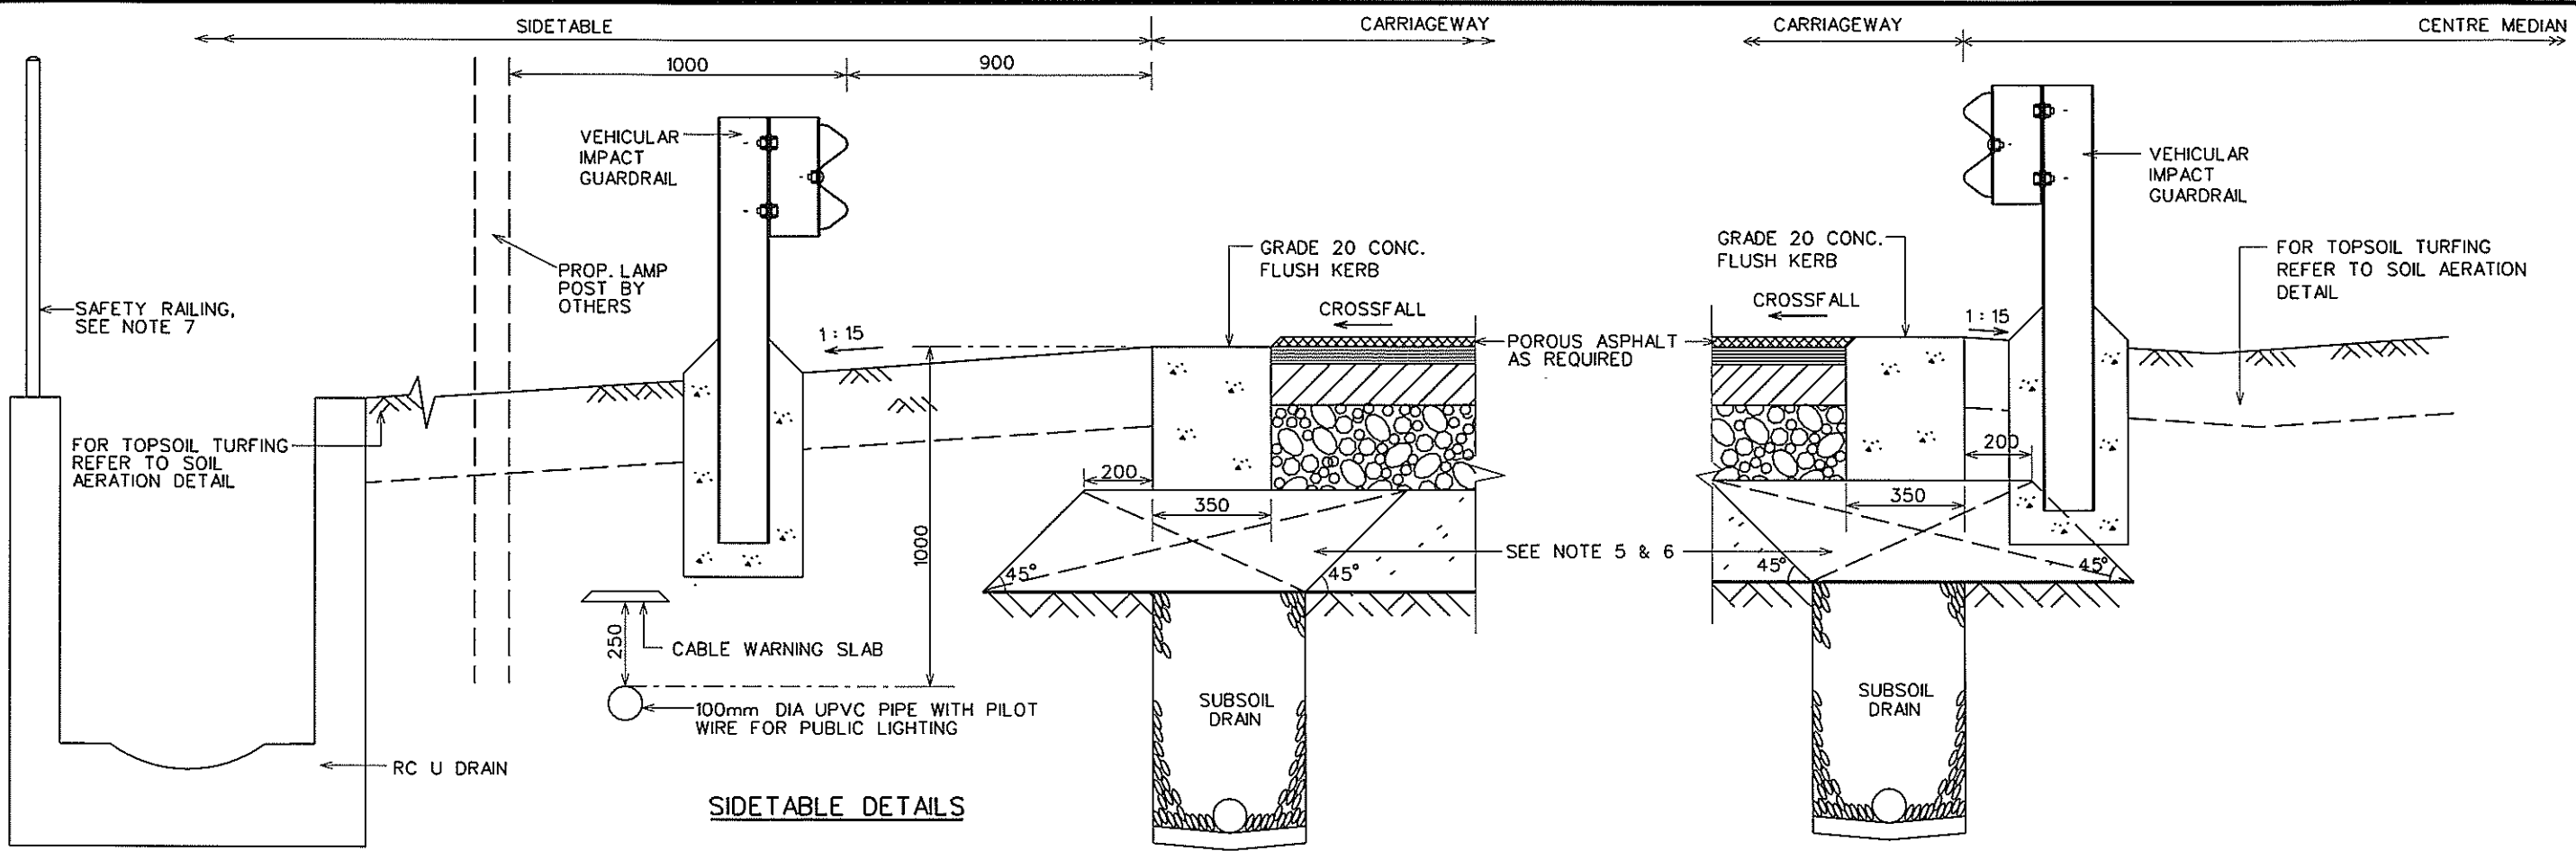 SIDETABLE
CARRIAGEWAY
CARRIAGEWAY
CENTRE MEDIAN
1000
900
VEHICULAR
IMPACT
GUARDRAIL
PROP. LAMP
POST BY
OTHERS
SAFETY RAILING,
SEE NOTE 7
1 : 15
GRADE 20 CONC.
FLUSH KERB
CROSSFALL
POROUS ASPHALT
AS REQUIRED
GRADE 20 CONC.
FLUSH KERB
CROSSFALL
1 : 15
VEHICULAR
IMPACT
GUARDRAIL
FOR TOPSOIL TURFING
REFER TO SOIL AERATION
DETAIL
FOR TOPSOIL TURFING
REFER TO SOIL
AERATION DETAIL
200
350
1000
45°
45°
SEE NOTE 5 & 6
200
350
45°
45°
250
CABLE WARNING SLAB
100mm DIA UPVC PIPE WITH PILOT
WIRE FOR PUBLIC LIGHTING
SUBSOIL
DRAIN
SUBSOIL
DRAIN
RC U DRAIN
SIDETABLE DETAILS